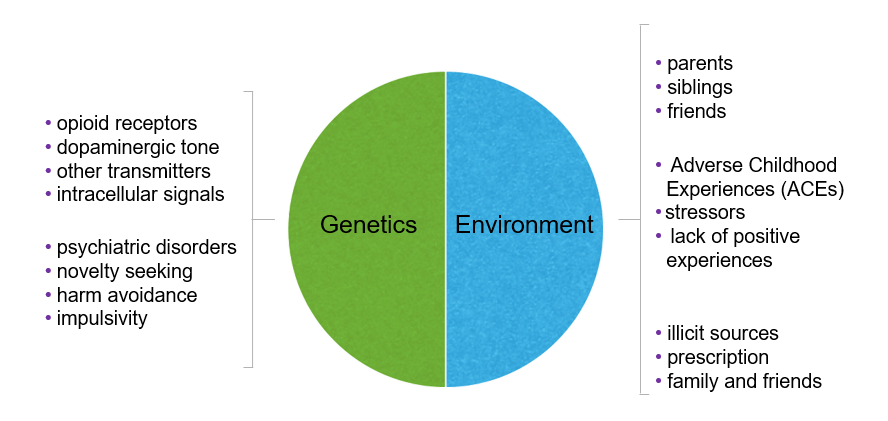 • opioid receptors
• dopaminergic tone
• other transmitters
• intracellular signals
• psychiatric disorders
• novelty seeking
• harm avoidance
• impulsivity
Genetics
Environment
• parents
• siblings
• friends
• Adverse Childhood
Experiences (ACEs)
• stressors
• lack of positive
experiences
• illicit sources
• prescription
• family and friends